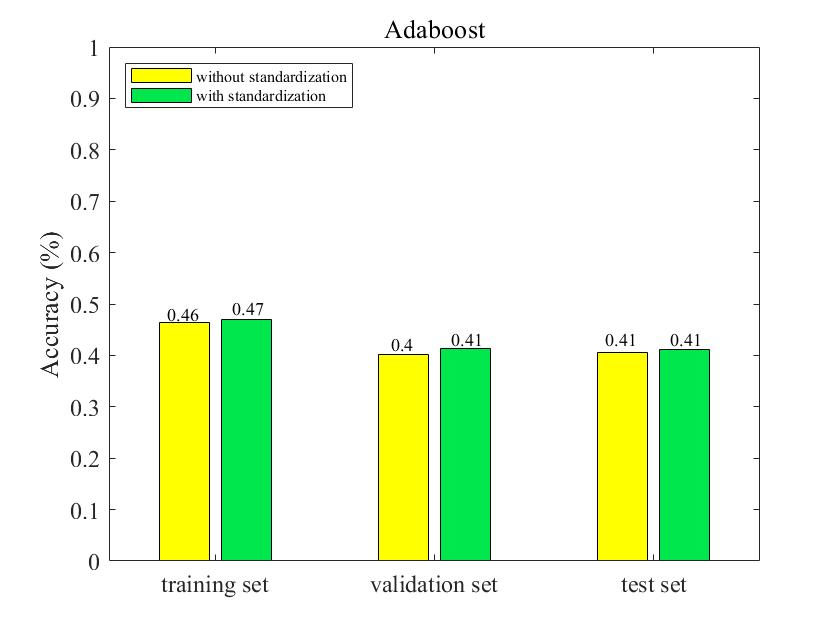 Adaboost
without standardization
with standardization
Accuracy (%)
1
0.9
0.8
0.7
0.6
0.5
0.4
0.3
0.2
0.1
0
0.46
0.47
0.4
0.41
0.41
0.41
training set
validation set
test set